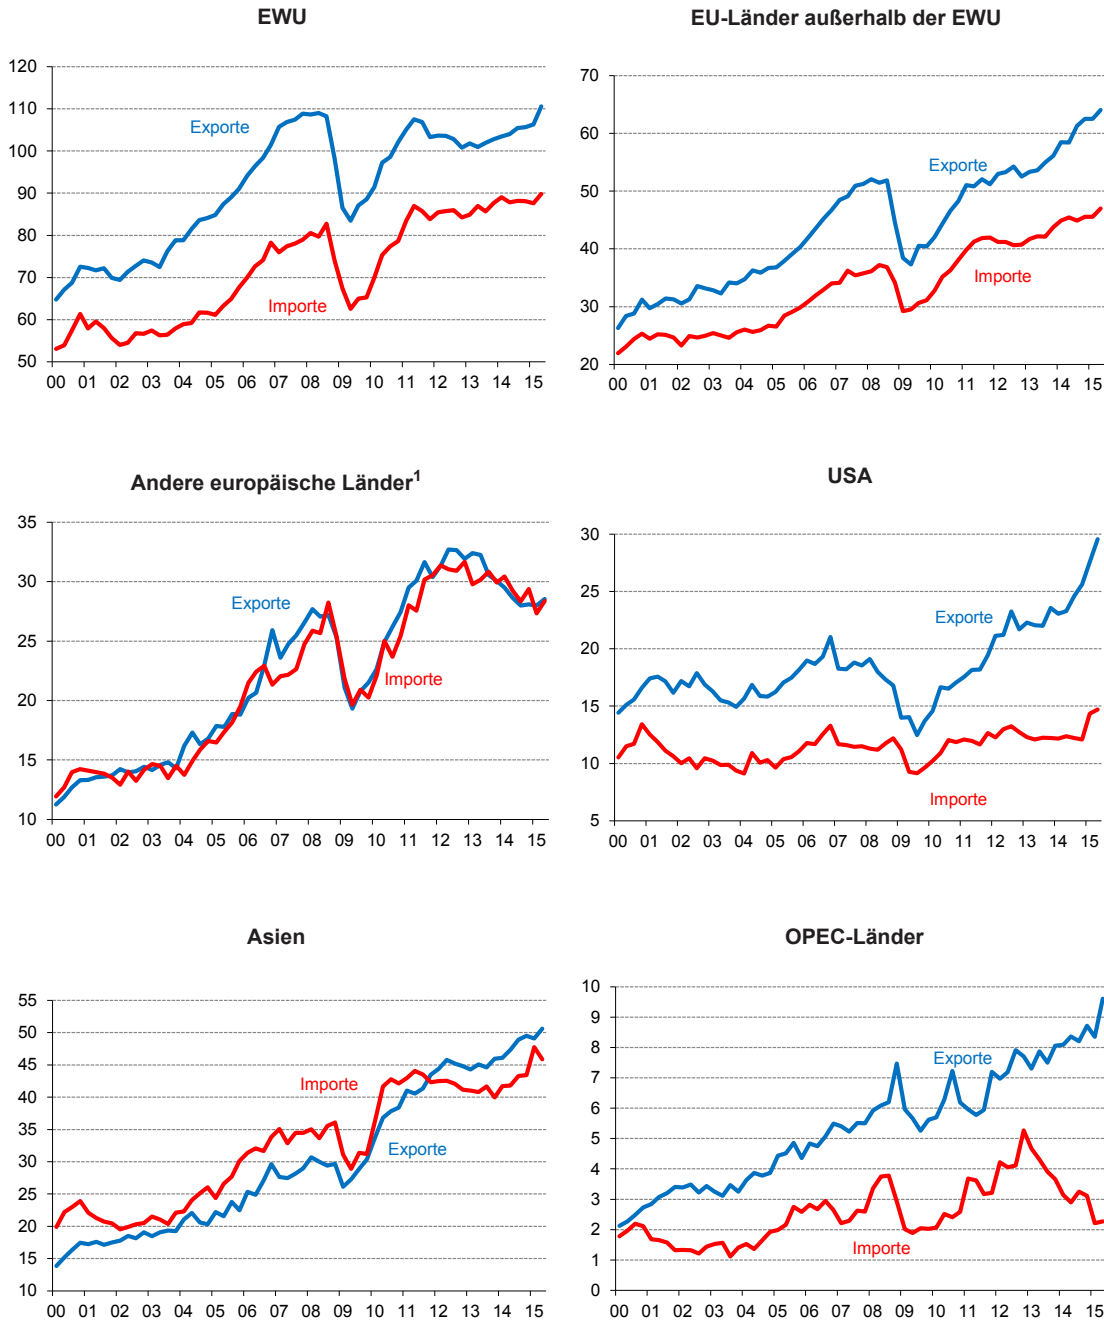 EWU
120
110
100
90
80
70
60
50
Exporte
Importe
00 01 02 03 04 05 06 07 08 09 10 11 12 13 14 15
EU-Länder außerhalb der EWU
70
60
50
40
30
20
Exporte
Importe
00 01 02 03 04 05 06 07 08 09 10 11 12 13 14 15
Andere europäische Länder¹
35
30
25
20
15
10
Exporte
Importe
00 01 02 03 04 05 06 07 08 09 10 11 12 13 14 15
USA
30
25
20
15
10
5
Exporte
Importe
00 01 02 03 04 05 06 07 08 09 10 11 12 13 14 15
Asien
55
50
45
40
35
30
25
20
15
10
Importe
Exporte
00 01 02 03 04 05 06 07 08 09 10 11 12 13 14 15
OPEC-Länder
10
9
8
7
6
5
4
3
2
1
0
Exporte
Importe
00 01 02 03 04 05 06 07 08 09 10 11 12 13 14 15